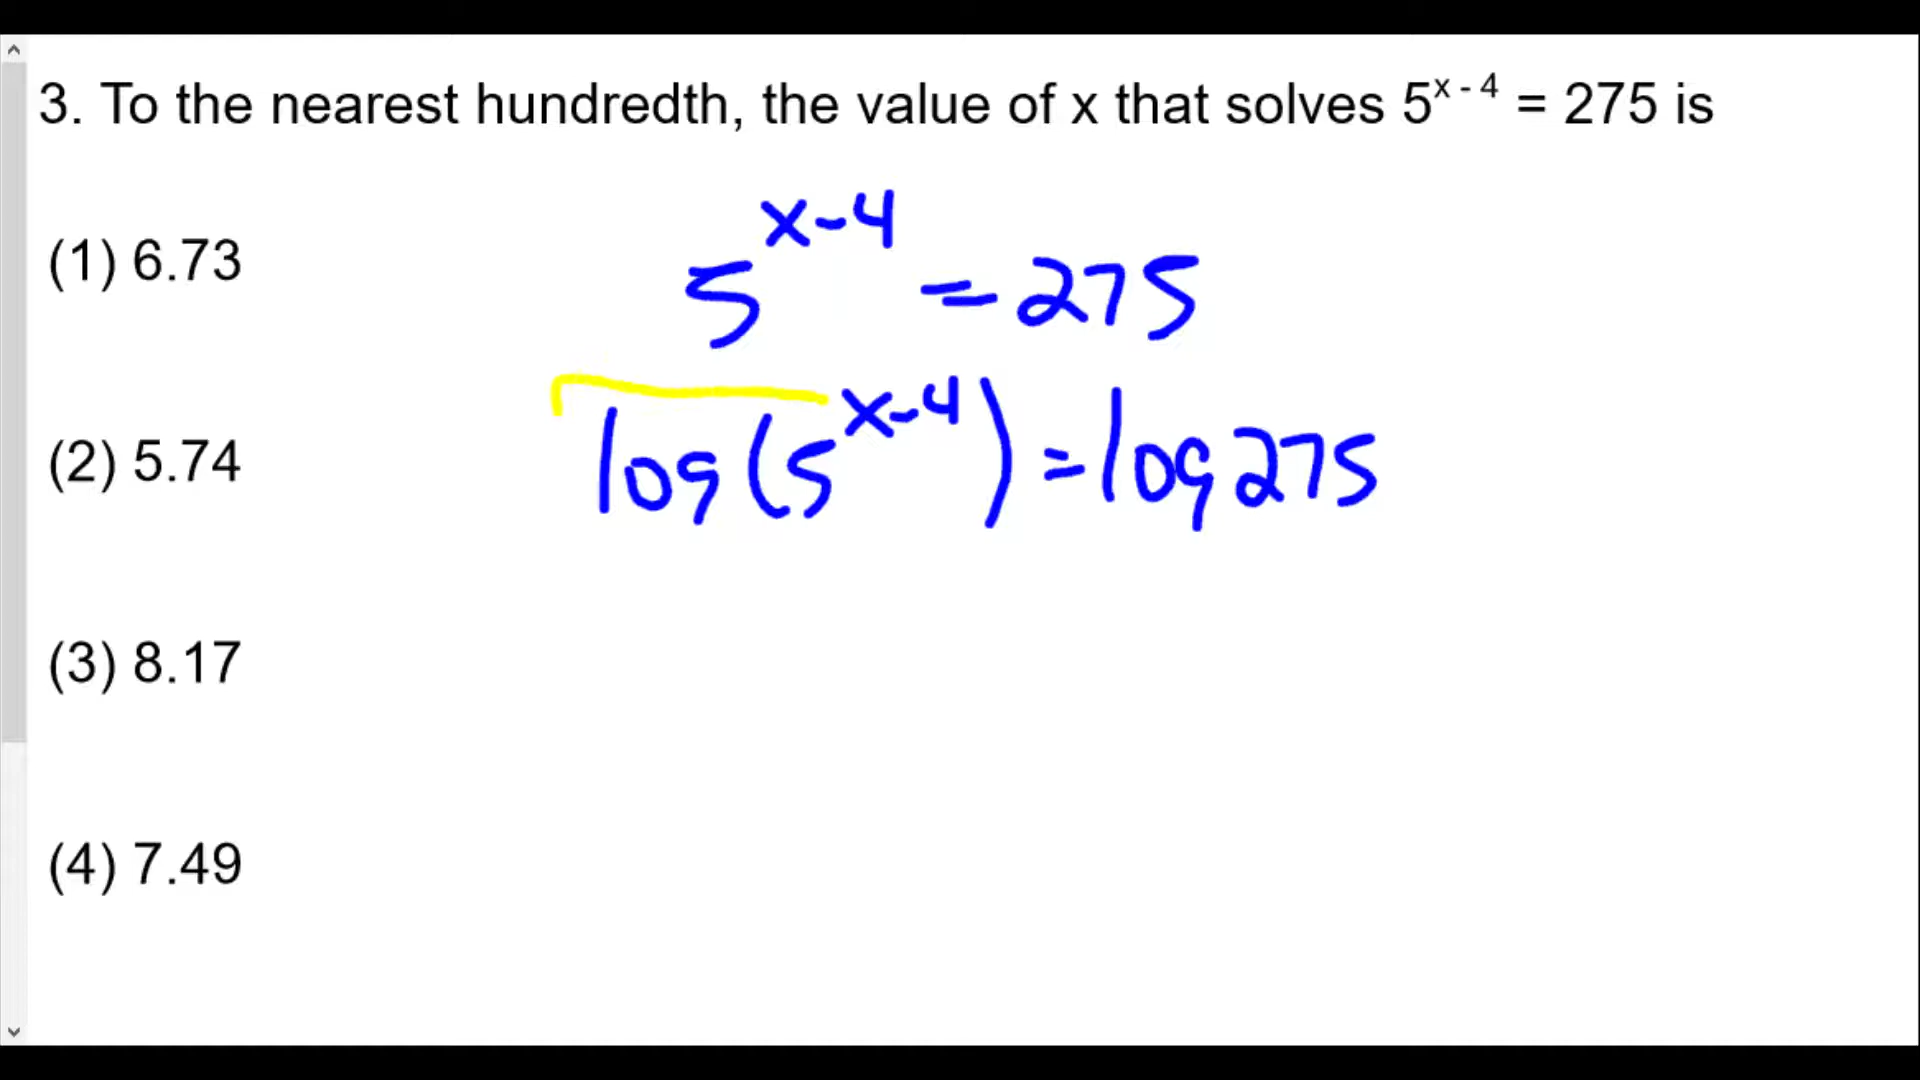 3. To the nearest hundredth, the value of x that solves 5^(x - 4) = 275 is
5^(x-4) = 275
(1) 6.73
log(5^(x-4)) = log 275
(2) 5.74
(3) 8.17
(4) 7.49